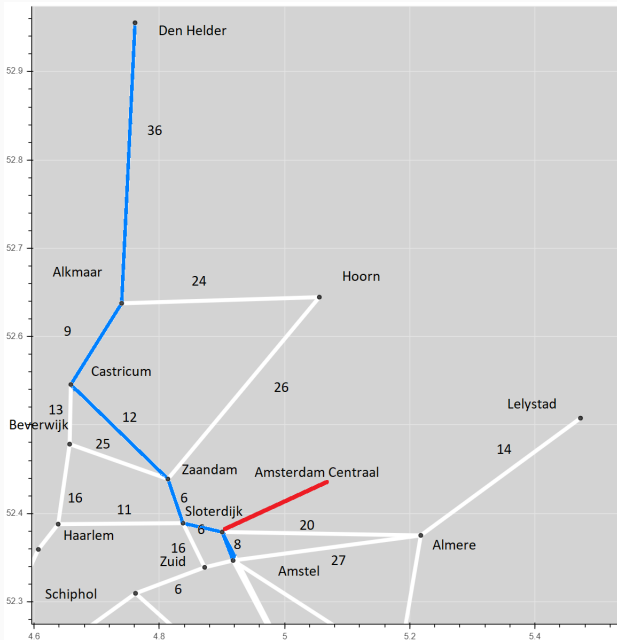 Den Helder
52.9
36
52.8
52.7
Alkmaar
Hoorn
24
9
52.6
26
Castricum
13
12
Lelystad
Beverwijk
25
14
Zaandam
Amsterdam Centraal
16
6
11
Sloterdijk
52.4
6
20
Haarlem
16
8
Almere
Zuid
27
Amstel
6
Schiphol
52.3
4.6
4.8
5
5.2
5.4